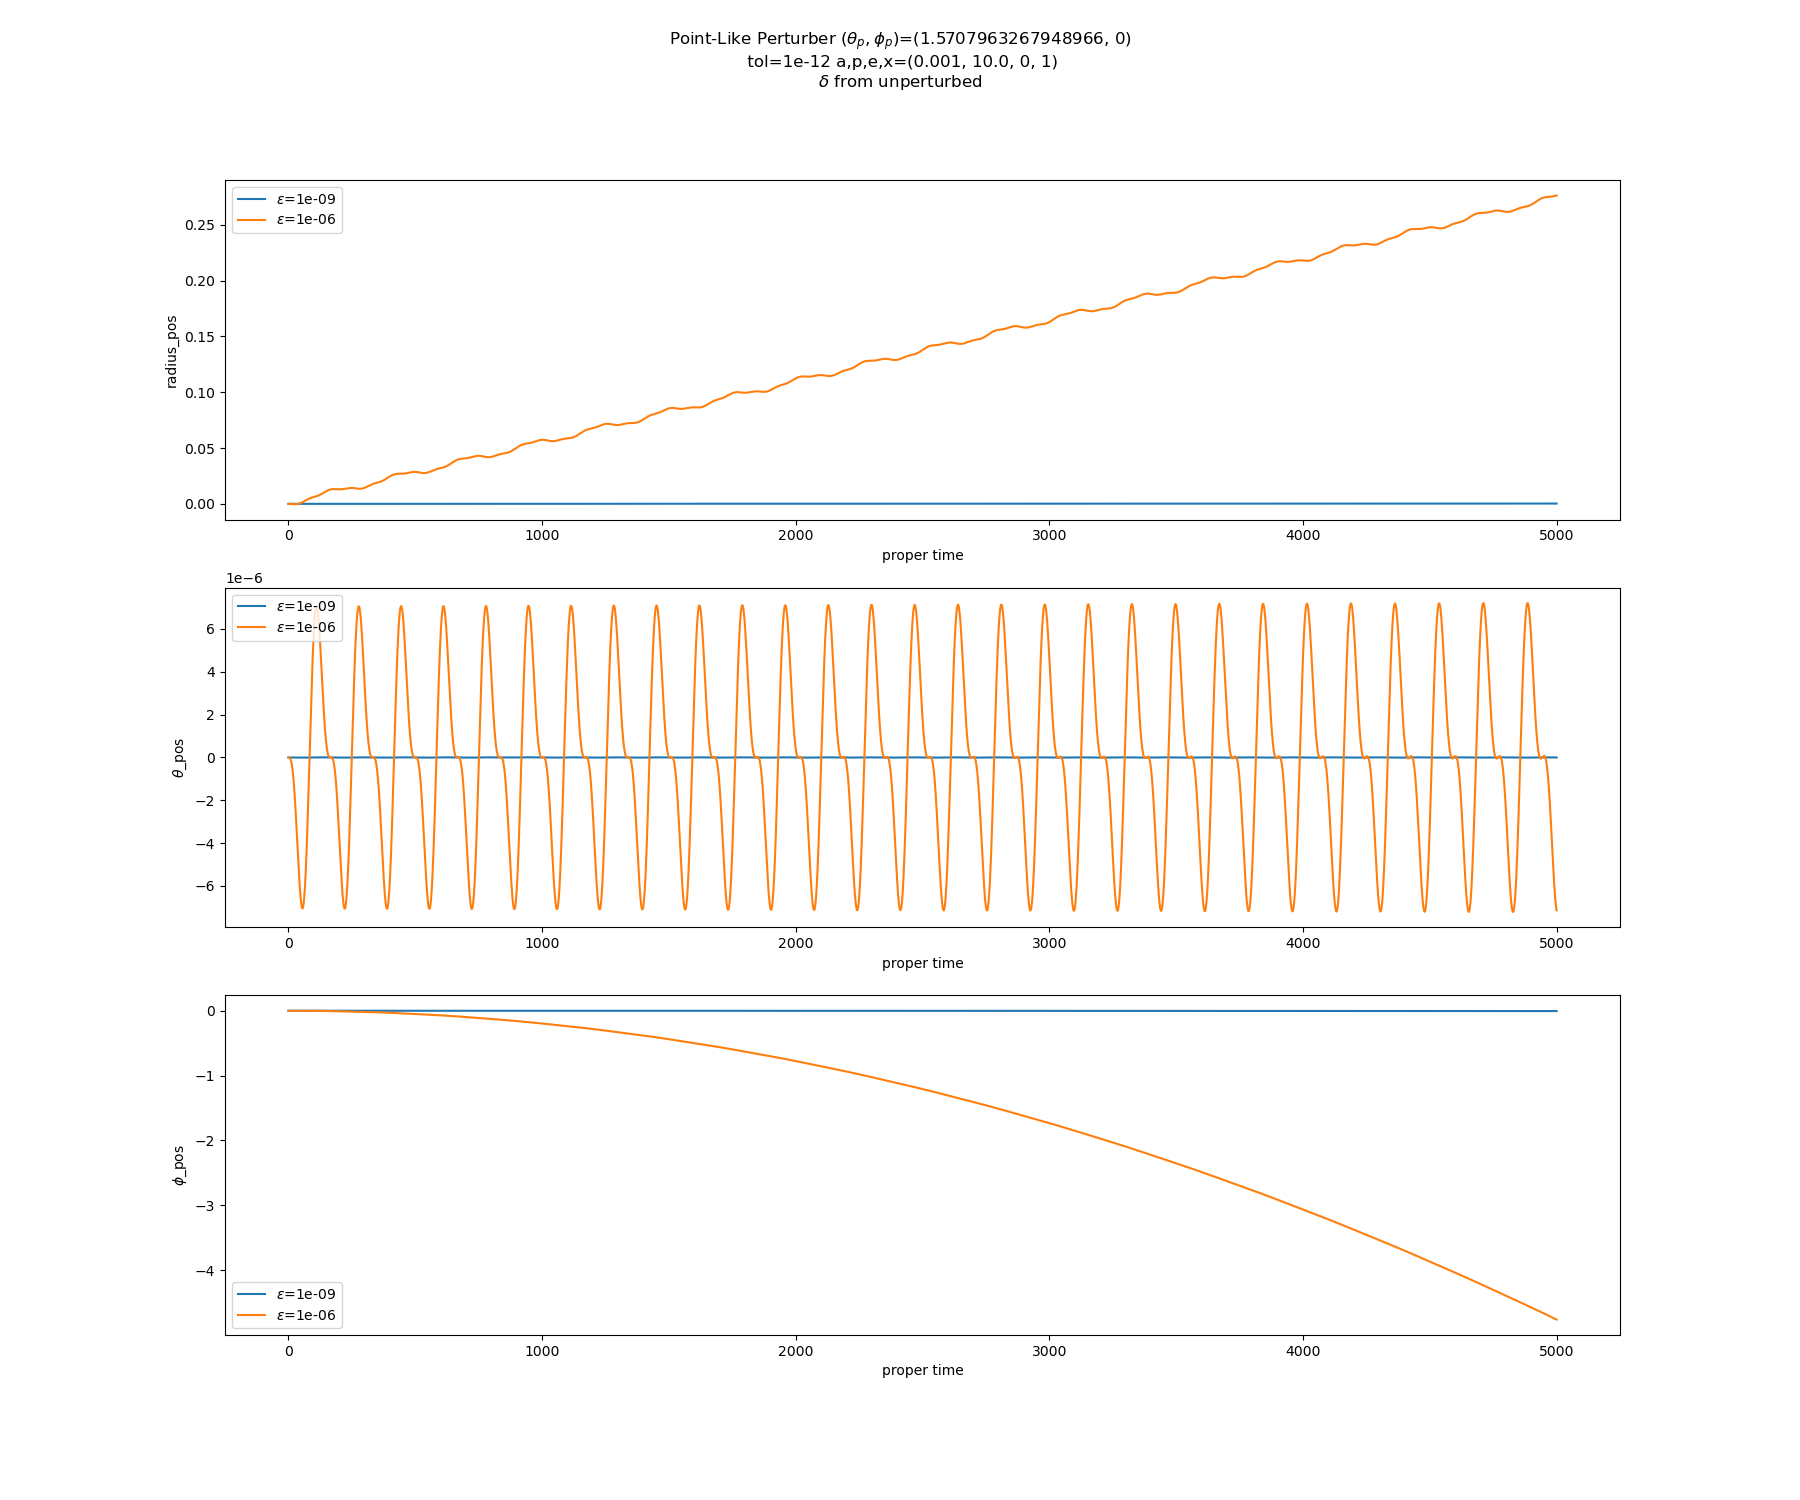 Point-Like Perturber (θₚ, ϕₚ)=(1.5707963267948966, 0)
tol=1e-12 a,p,e,x=(0.001, 10.0, 0, 1)
δ from unperturbed
ε=1e-09
ε=1e-06
0.25
0.20
0.15
0.10
0.05
0.00
radius_pos
0 1000 2000 3000 4000 5000
proper time
1e−6
ε=1e-09
ε=1e-06
6
4
2
0
−2
−4
−6
θ_pos
0 1000 2000 3000 4000 5000
proper time
0
−1
−2
−3
−4
ϕ_pos
ε=1e-09
ε=1e-06
0 1000 2000 3000 4000 5000
proper time